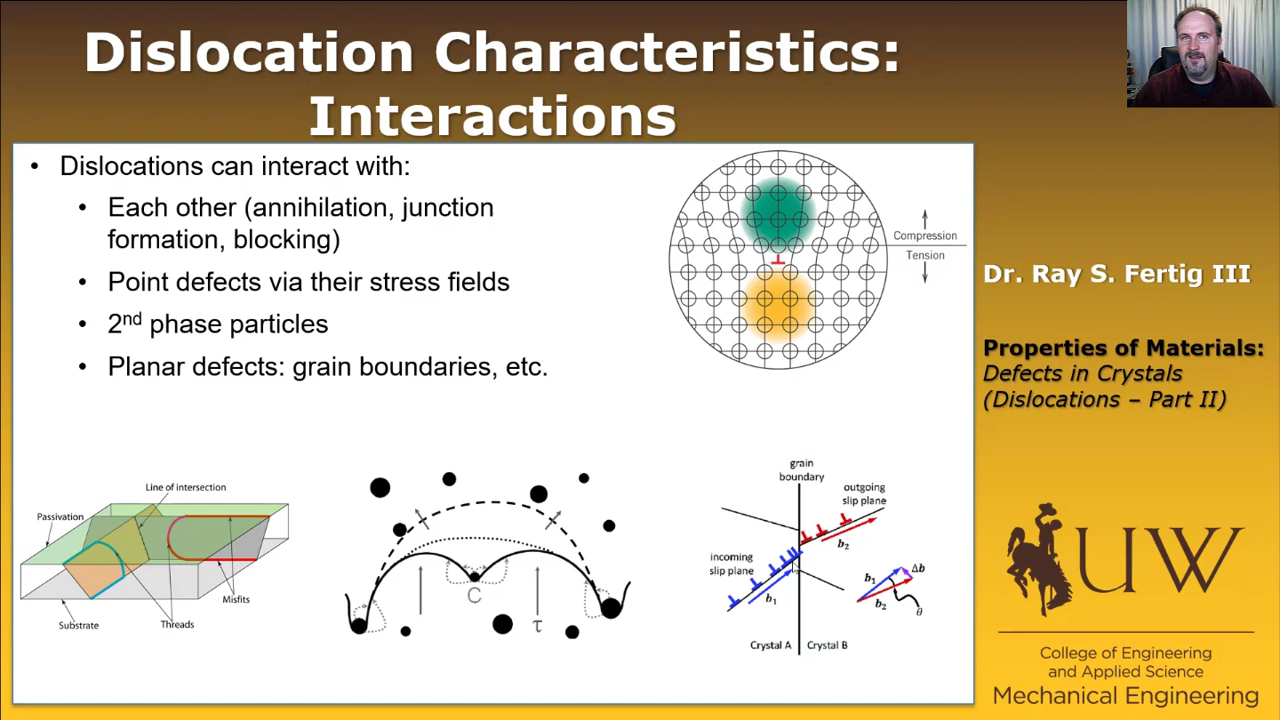 Dislocation Characteristics:
Interactions
• Dislocations can interact with:
• Each other (annihilation, junction
formation, blocking)
• Point defects via their stress fields
• 2nd phase particles
• Planar defects: grain boundaries, etc.
Compression
Tension
Line of intersection
Passivation
Misfits
Substrate
Threads
C
τ
grain
boundary
outgoing
slip plane
b2
incoming
slip plane
b1
b1
Δb
b2
θ
Crystal A
Crystal B
Dr. Ray S. Fertig III
Properties of Materials:
Defects in Crystals
(Dislocations – Part II)
UW
College of Engineering
and Applied Science
Mechanical Engineering